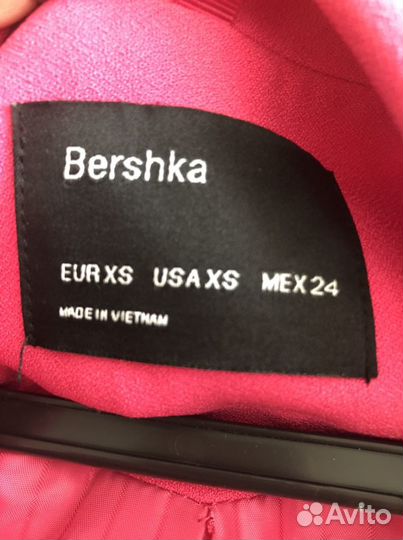 Bershka
EUR XS USA XS MEX 24
MADE IN VIETNAM
Avito